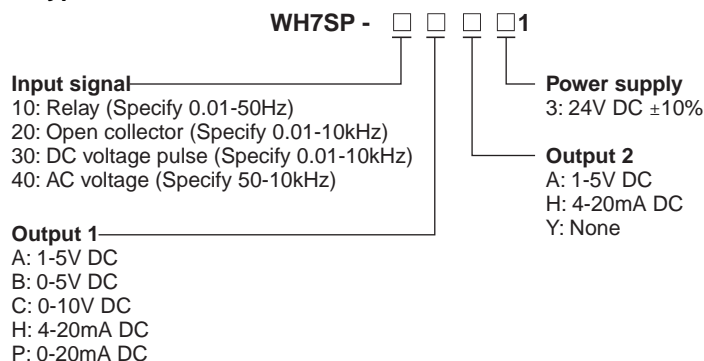 WH7SP - □ □ □ □1
Input signal
10: Relay (Specify 0.01-50Hz)
20: Open collector (Specify 0.01-10kHz)
30: DC voltage pulse (Specify 0.01-10kHz)
40: AC voltage (Specify 50-10kHz)
Output 1
A: 1-5V DC
B: 0-5V DC
C: 0-10V DC
H: 4-20mA DC
P: 0-20mA DC
Power supply
3: 24V DC ±10%
Output 2
A: 1-5V DC
H: 4-20mA DC
Y: None